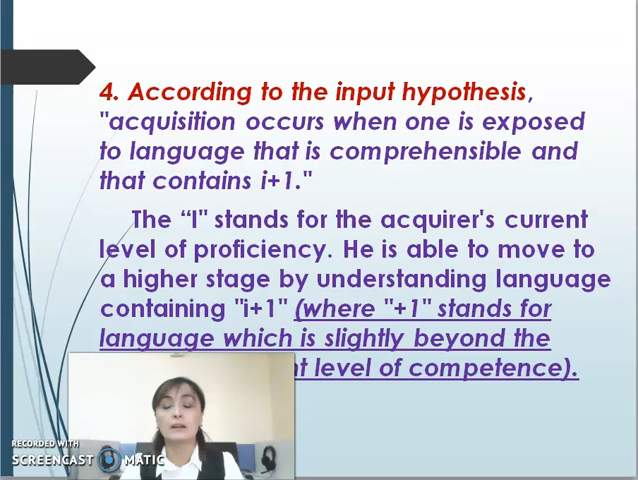 4. According to the input hypothesis,
"acquisition occurs when one is exposed
to language that is comprehensible and
that contains i+1."
The “I" stands for the acquirer's current
level of proficiency. He is able to move to
a higher stage by understanding language
containing "i+1" (where "+1" stands for
language which is slightly beyond the
level of competence).
RECORDED WITH
SCREENCAST MATIC